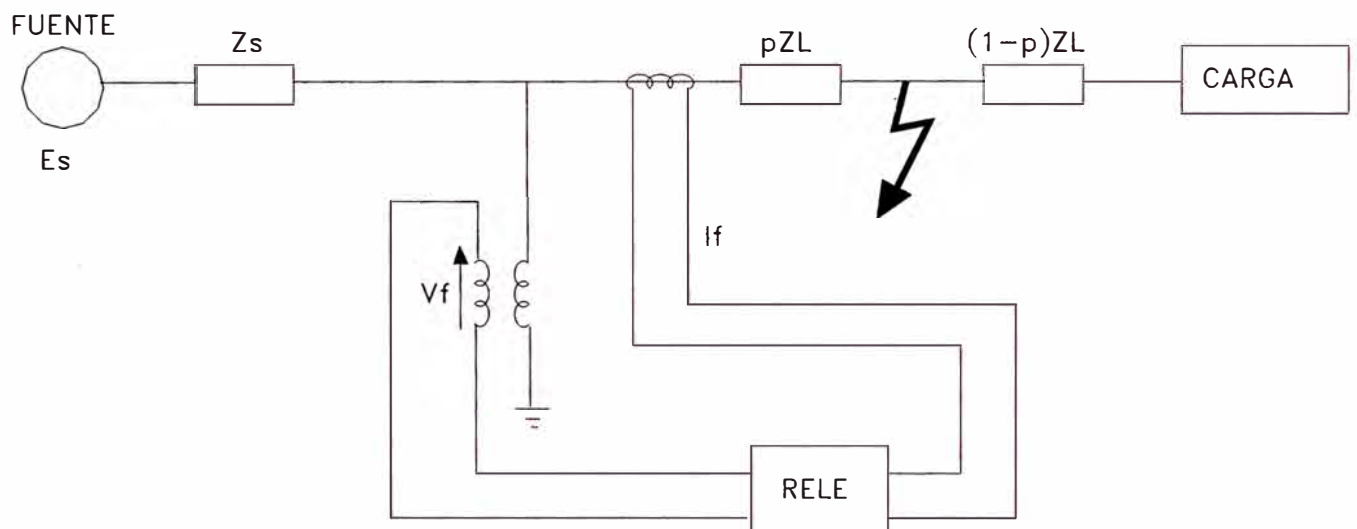 FUENTE
Zs
pZL
(1-p)ZL
CARGA
Es
If
Vf
RELE